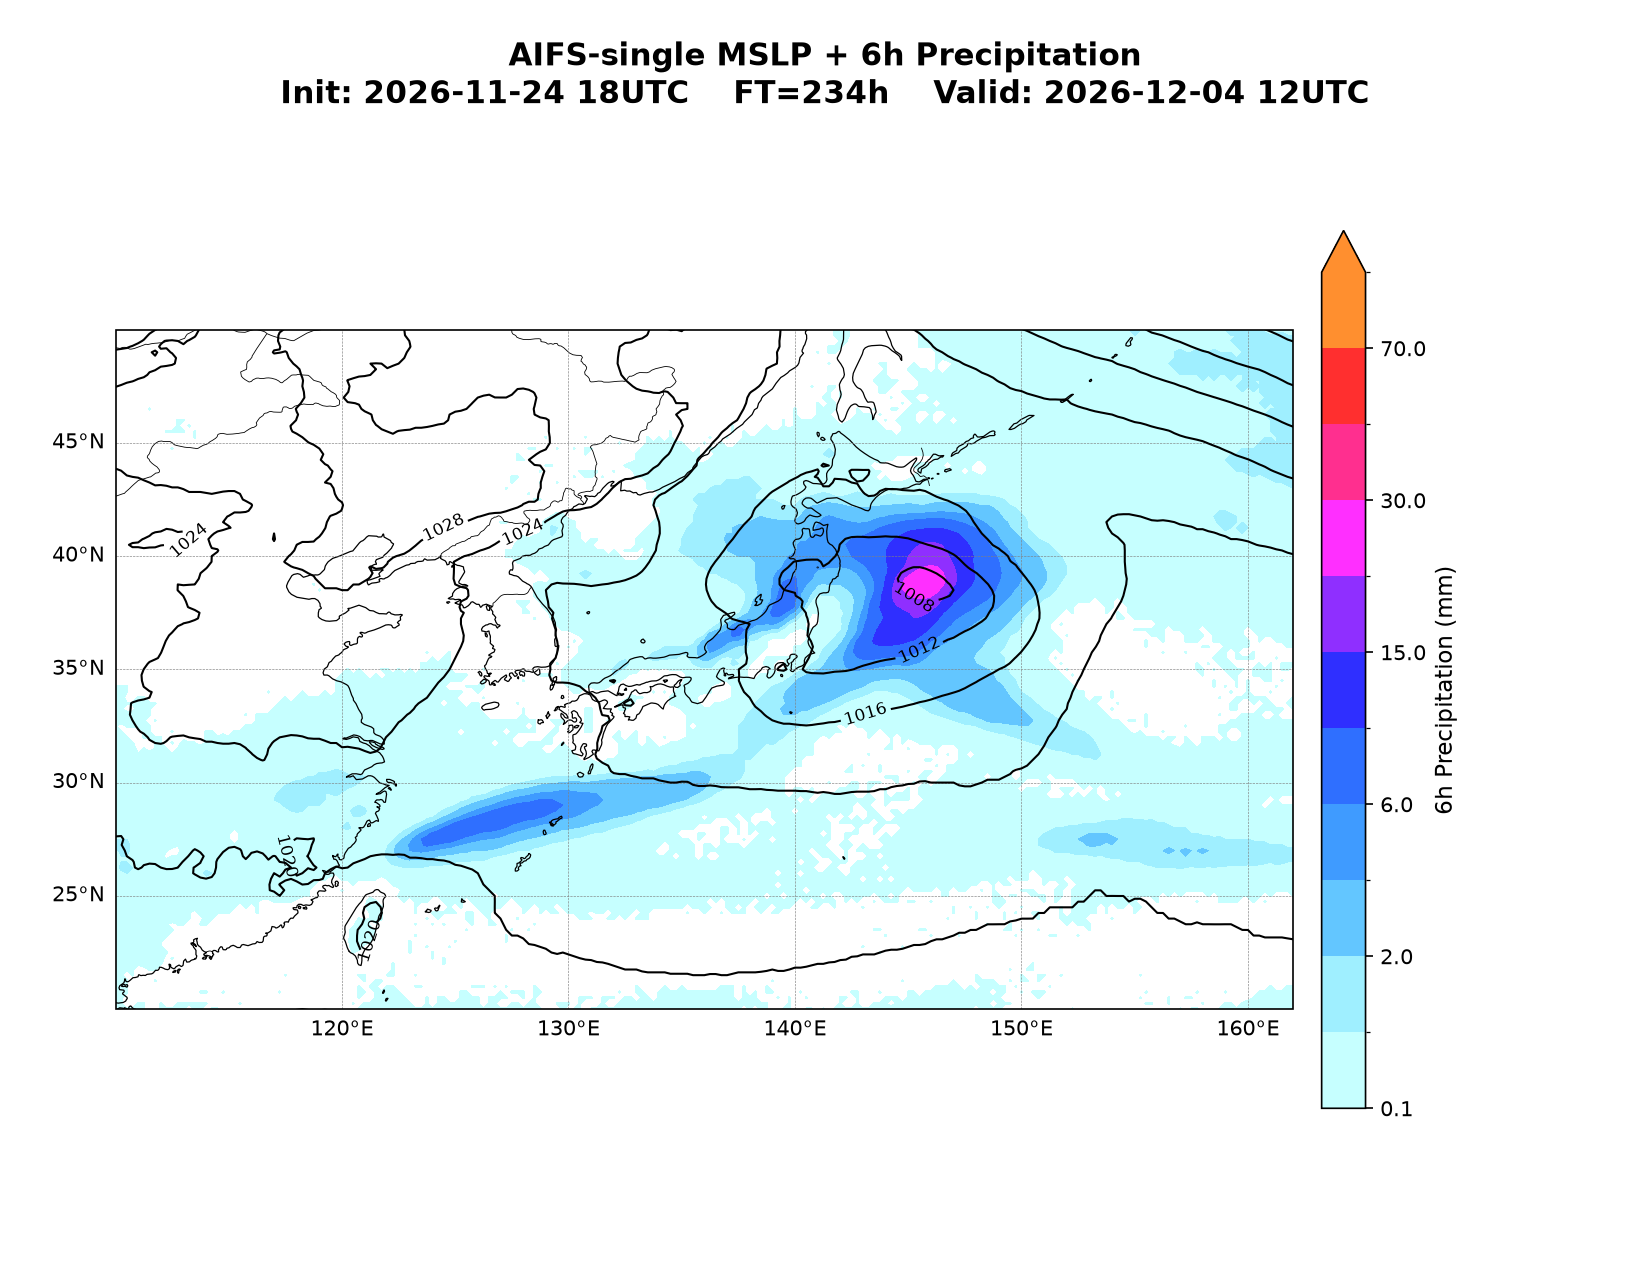 AIFS-single MSLP + 6h Precipitation
Init: 2026-11-24 18UTC    FT=234h    Valid: 2026-12-04 12UTC
45°N
40°N
35°N
30°N
25°N
120°E
130°E
140°E
150°E
160°E
1024
1028
1024
1008
1012
1016
1020
1020
70.0
30.0
15.0
6.0
2.0
0.1
6h Precipitation (mm)